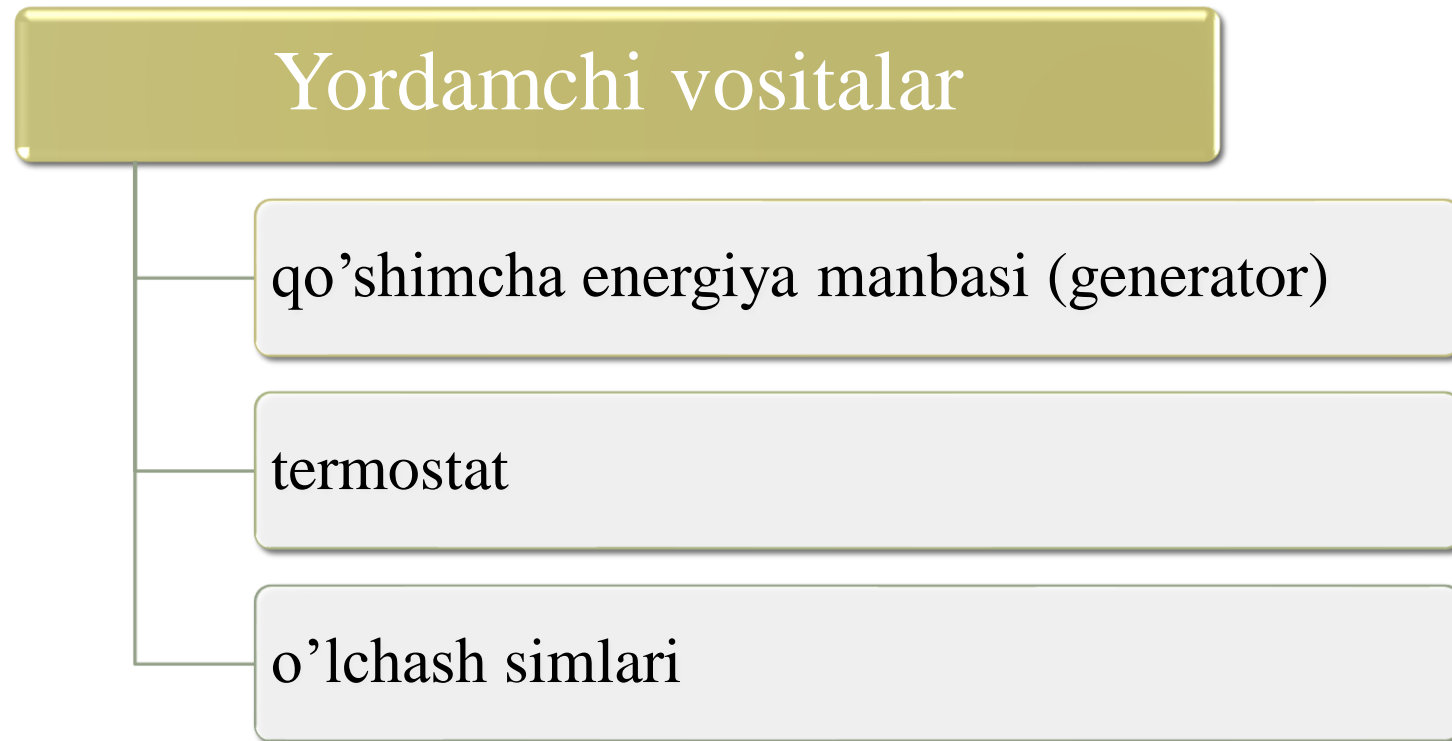 Yordamchi vositalar
qo’shimcha energiya manbasi (generator)
termostat
o’lchash simlari